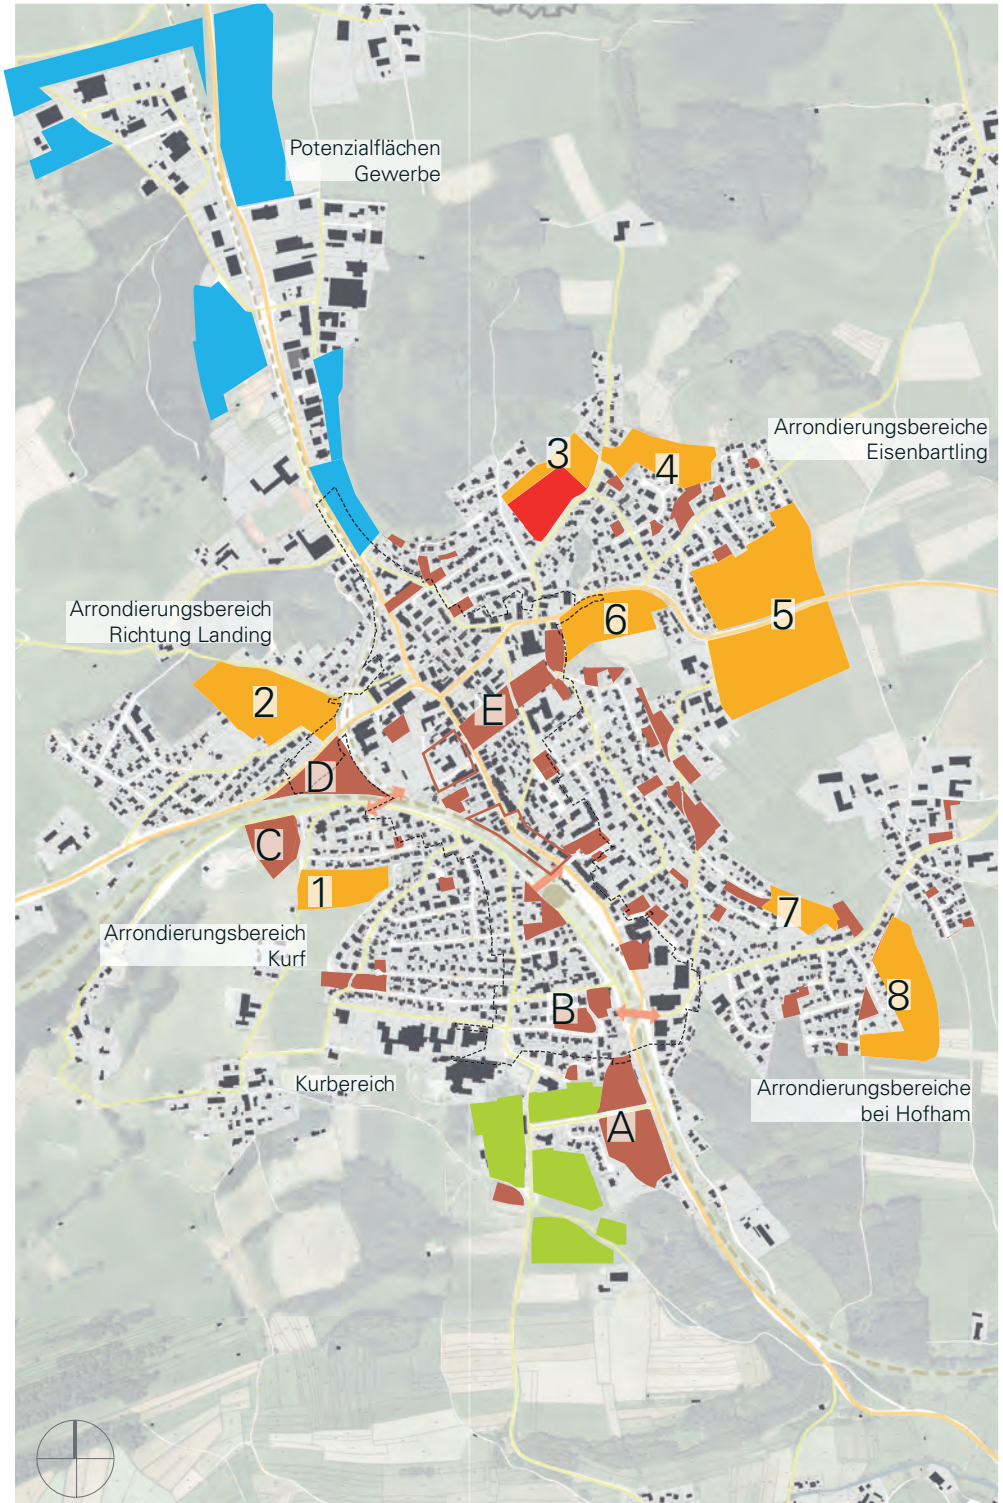 Potenzialflächen
Gewerbe
Arrondierungsbereiche
Eisenbartling
3
4
Arrondierungsbereich
Richtung Landing
6
5
2
E
D
C
1
Arrondierungsbereich
Kurf
7
8
B
Kurbereich
Arrondierungsbereiche
bei Hofham
A